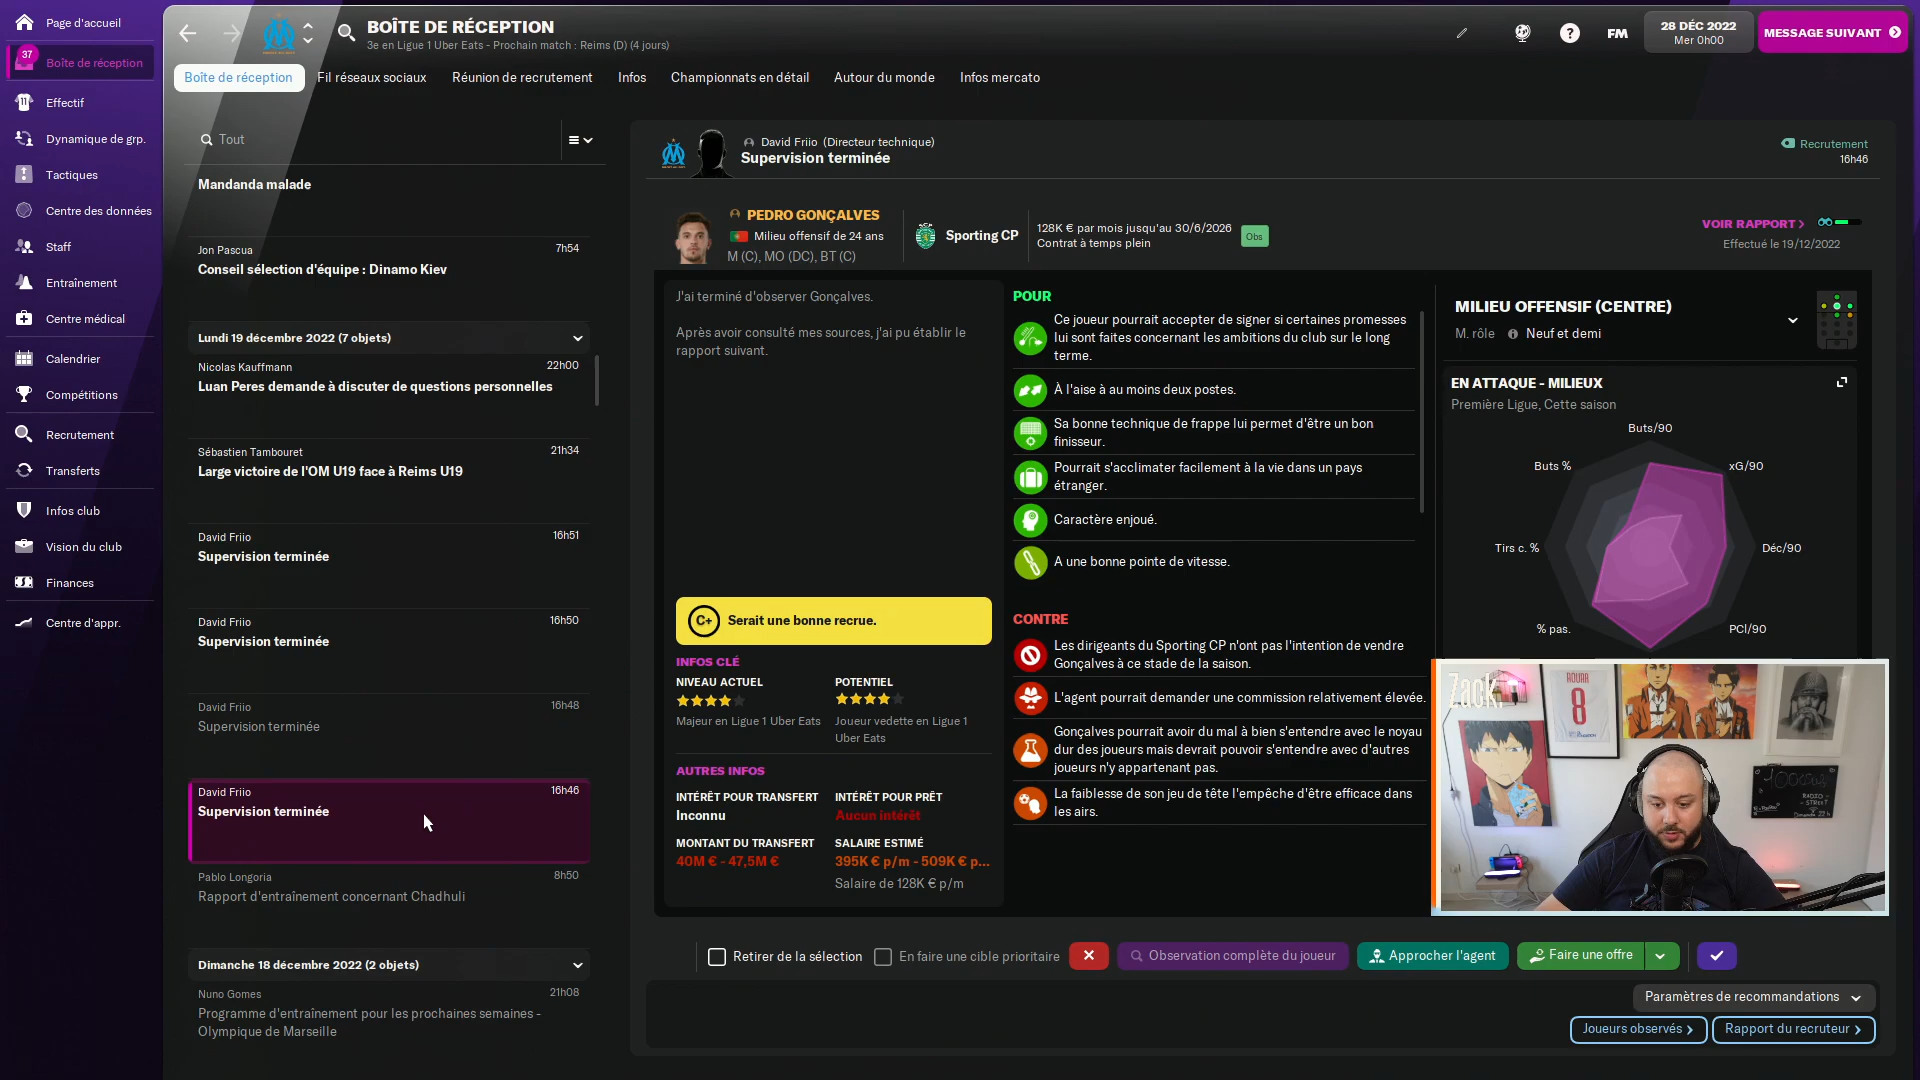 Page d'accueil
37
Boîte de réception
Effectif
Dynamique de grp.
Tactiques
Centre des données
Staff
Entraînement
Centre médical
Calendrier
Compétitions
Recrutement
Transferts
Infos club
Vision du club
Finances
Centre d'appr.
BOÎTE DE RÉCEPTION
3e en Ligue 1 Uber Eats - Prochain match : Reims (D) (4 jours)
FM
28 DÉC 2022
Mer 0h00
MESSAGE SUIVANT
Boîte de réception
Fil réseaux sociaux
Réunion de recrutement
Infos
Championnats en détail
Autour du monde
Infos mercato
Tout
Mandanda malade
Jon Pascua
7h54
Conseil sélection d'équipe : Dinamo Kiev
Lundi 19 décembre 2022 (7 objets)
Nicolas Kauffmann
22h00
Luan Peres demande à discuter de questions personnelles
Sébastien Tambouret
21h34
Large victoire de l'OM U19 face à Reims U19
David Friio
16h51
Supervision terminée
David Friio
16h50
Supervision terminée
David Friio
16h48
Supervision terminée
David Friio
16h46
Supervision terminée
Pablo Longoria
8h50
Rapport d'entraînement concernant Chadhuli
Dimanche 18 décembre 2022 (2 objets)
Nuno Gomes
21h08
Programme d'entraînement pour les prochaines semaines -
Olympique de Marseille
David Friio (Directeur technique)
Supervision terminée
Recrutement
16h46
PEDRO GONÇALVES
Milieu offensif de 24 ans
M (C), MO (DC), BT (C)
Sporting CP
128K € par mois jusqu'au 30/6/2026
Contrat à temps plein
Obs
VOIR RAPPORT >
Effectué le 19/12/2022
J'ai terminé d'observer Gonçalves.
Après avoir consulté mes sources, j'ai pu établir le
rapport suivant.
C+
Serait une bonne recrue.
INFOS CLÉ
NIVEAU ACTUEL
POTENTIEL
Majeur en Ligue 1 Uber Eats
Joueur vedette en Ligue 1
Uber Eats
AUTRES INFOS
INTÉRÊT POUR TRANSFERT
INTÉRÊT POUR PRÊT
Inconnu
Aucun intérêt
MONTANT DU TRANSFERT
SALAIRE ESTIMÉ
40M € - 47,5M €
395K € p/m - 509K € p...
Salaire de 128K € p/m
POUR
Ce joueur pourrait accepter de signer si certaines promesses
lui sont faites concernant les ambitions du club sur le long
terme.
À l'aise à au moins deux postes.
Sa bonne technique de frappe lui permet d'être un bon
finisseur.
Pourrait s'acclimater facilement à la vie dans un pays
étranger.
Caractère enjoué.
A une bonne pointe de vitesse.
CONTRE
Les dirigeants du Sporting CP n'ont pas l'intention de vendre
Gonçalves à ce stade de la saison.
L'agent pourrait demander une commission relativement élevée.
Gonçalves pourrait avoir du mal à bien s'entendre avec le noyau
dur des joueurs mais devrait pouvoir s'entendre avec d'autres
joueurs n'y appartenant pas.
La faiblesse de son jeu de tête l'empêche d'être efficace dans
les airs.
MILIEU OFFENSIF (CENTRE)
M. rôle
Neuf et demi
EN ATTAQUE - MILIEUX
Première Ligue, Cette saison
Buts/90
Buts %
xG/90
Tirs c. %
Déc/90
% pas.
PCl/90
Zack.
ROUAR
8
Retirer de la sélection
En faire une cible prioritaire
Observation complète du joueur
Approcher l'agent
Faire une offre
Paramètres de recommandations
Joueurs observés >
Rapport du recruteur >